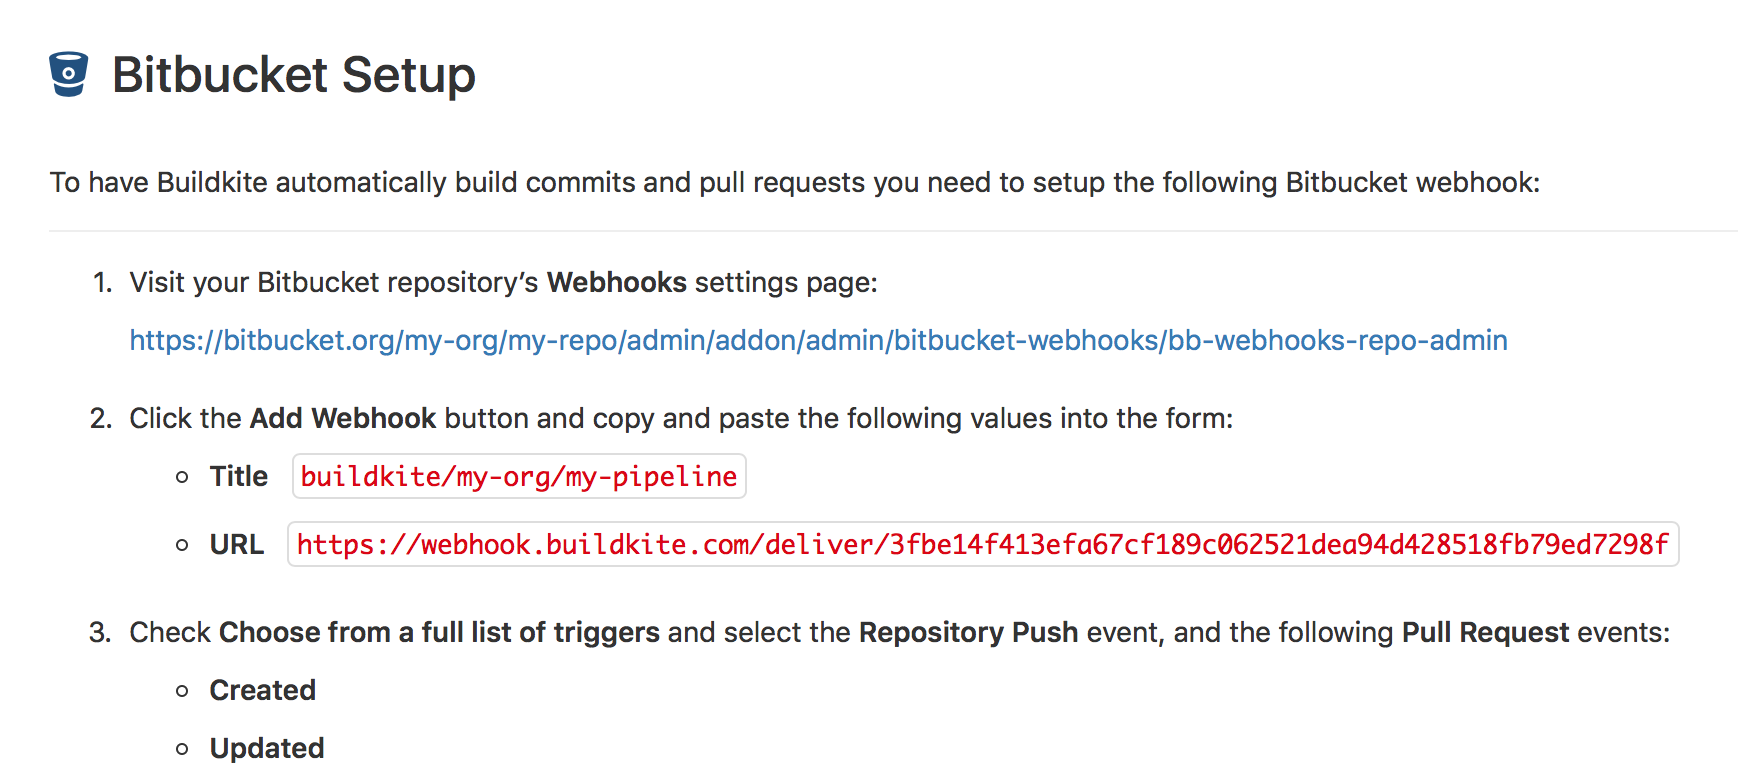 Bitbucket Setup
To have Buildkite automatically build commits and pull requests you need to setup the following Bitbucket webhook:
1. Visit your Bitbucket repository’s Webhooks settings page:
https://bitbucket.org/my-org/my-repo/admin/addon/admin/bitbucket-webhooks/bb-webhooks-repo-admin
2. Click the Add Webhook button and copy and paste the following values into the form:
Title buildkite/my-org/my-pipeline
URL https://webhook.buildkite.com/deliver/3fbe14f413efa67cf189c062521dea94d428518fb79ed7298f
3. Check Choose from a full list of triggers and select the Repository Push event, and the following Pull Request events:
Created
Updated